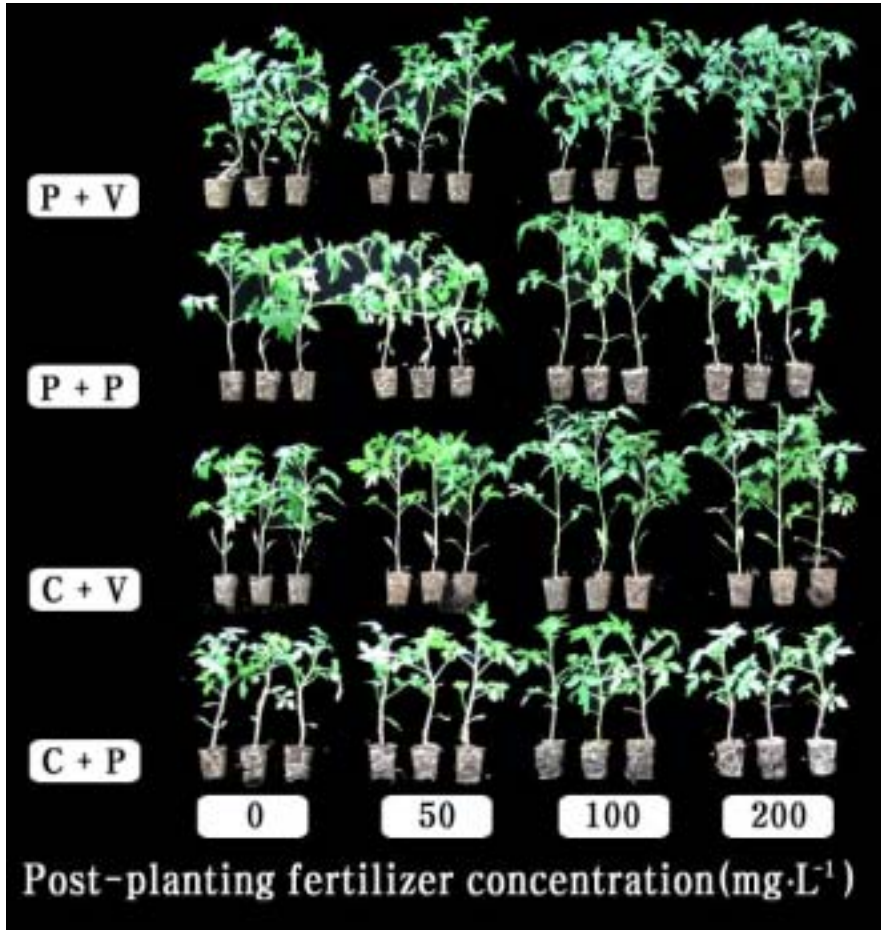 P + V
P + P
C + V
C + P
0 50 100 200
Post-planting fertilizer concentration(mg·L⁻¹)